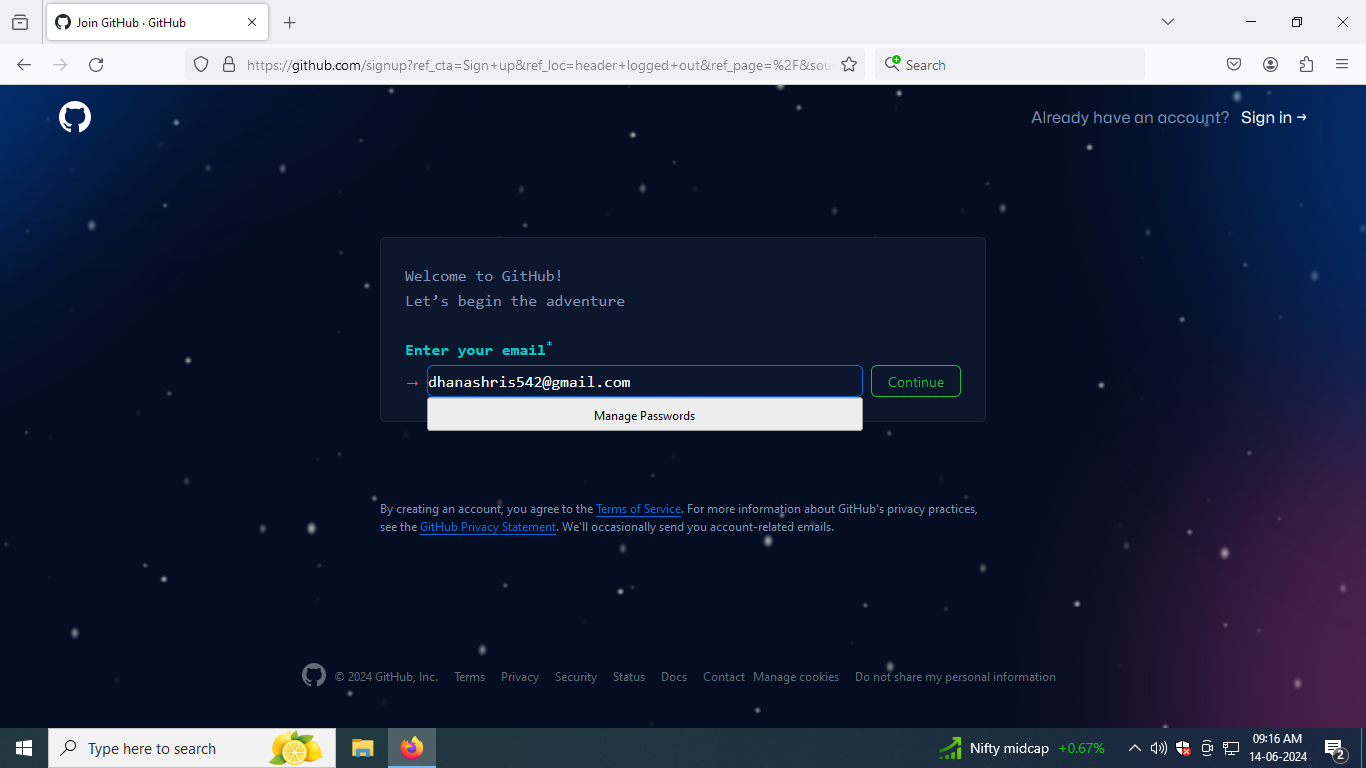 Join GitHub · GitHub
https://github.com/signup?ref_cta=Sign+up&ref_loc=header+logged+out&ref_page=%2F&sou
Search
Already have an account? Sign in →
Welcome to GitHub!
Let’s begin the adventure
Enter your email*
→ dhanashris542@gmail.com Continue
Manage Passwords
By creating an account, you agree to the Terms of Service. For more information about GitHub's privacy practices,
see the GitHub Privacy Statement. We'll occasionally send you account-related emails.
© 2024 GitHub, Inc. Terms Privacy Security Status Docs Contact Manage cookies Do not share my personal information
Type here to search
Nifty midcap +0.67%
09:16 AM
14-06-2024
2